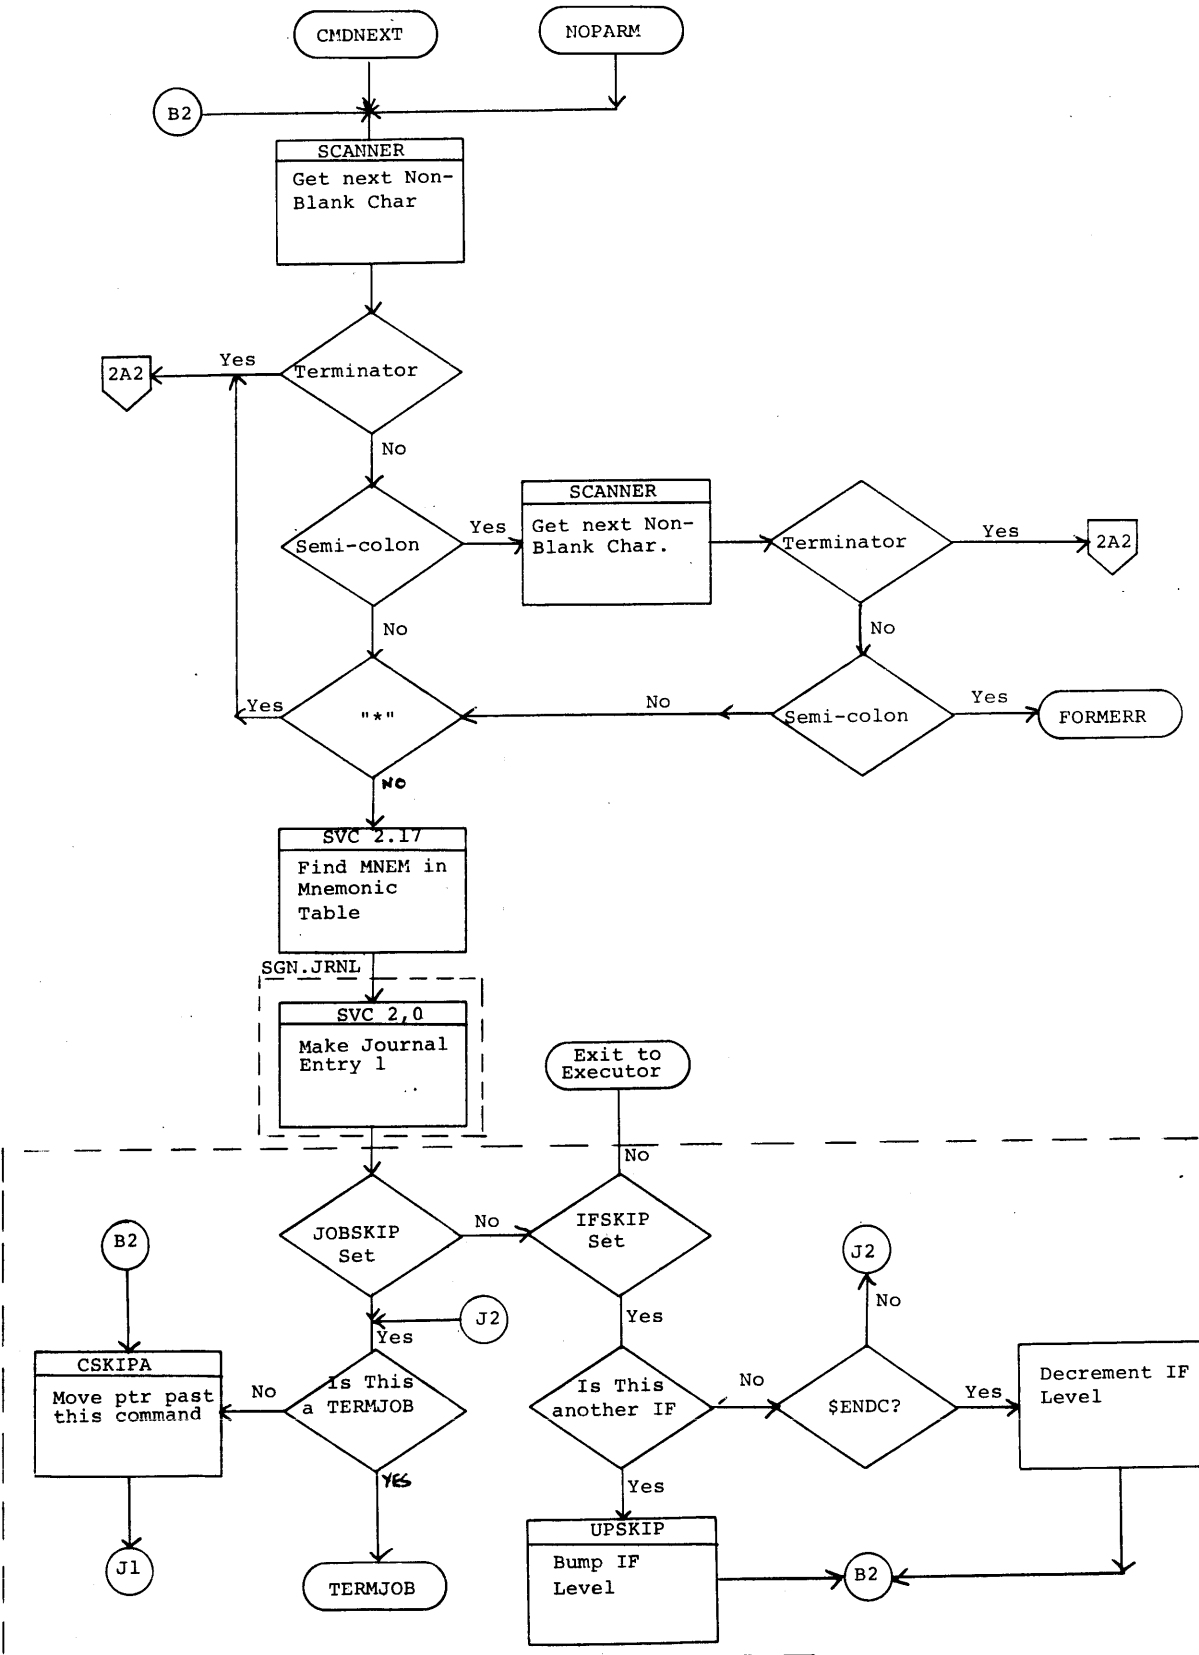 CMDNEXT
NOPARM
B2
SCANNER
Get next Non-
Blank Char
Terminator
Yes
2A2
No
Semi-colon
Yes
SCANNER
Get next Non-
Blank Char.
Terminator
Yes
2A2
No
No
"*"
Yes
No
Semi-colon
Yes
FORMERR
NO
SVC 2.17
Find MNEM in
Mnemonic
Table
SGN.JRNL
SVC 2,0
Make Journal
Entry 1
Exit to
Executor
No
JOBSKIP
Set
No
IFSKIP
Set
B2
J2
No
J2
Yes
Yes
CSKIPA
Move ptr past
this command
No
Is This
a TERMJOB
Is This
another IF
No
$ENDC?
Yes
Decrement IF
Level
YES
Yes
J1
TERMJOB
UPSKIP
Bump IF
Level
B2